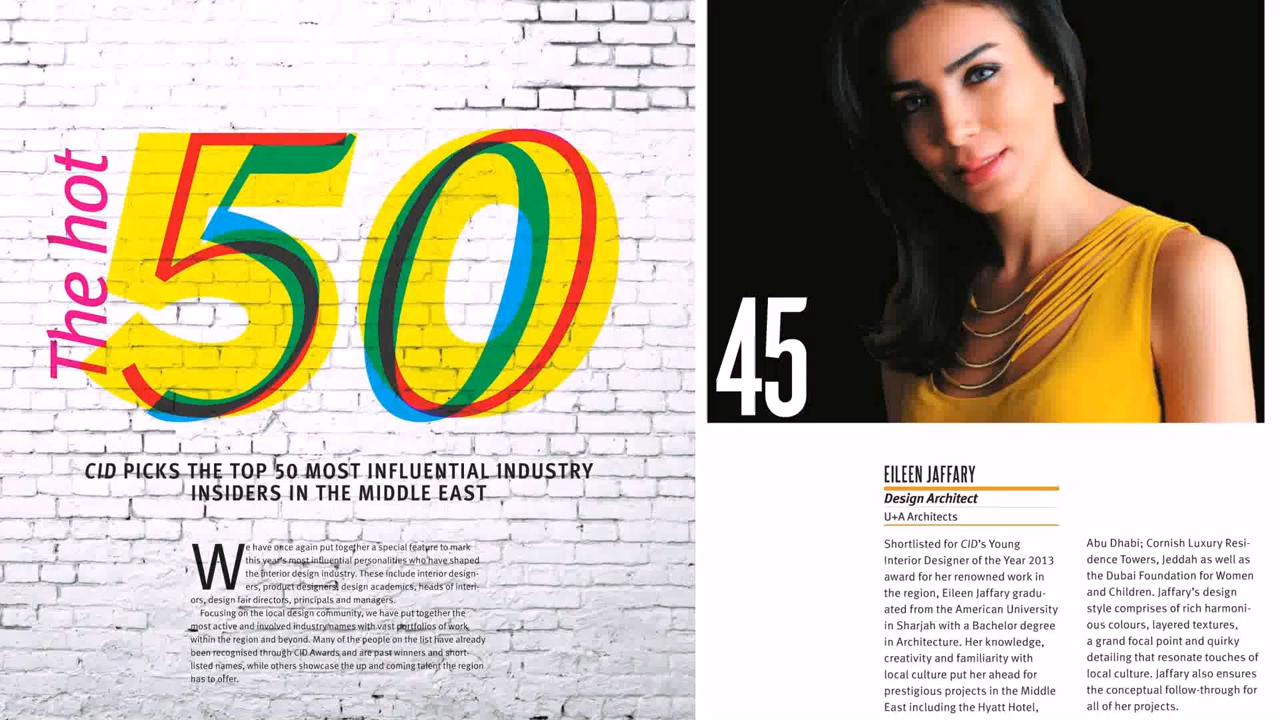 The hot
50
CID PICKS THE TOP 50 MOST INFLUENTIAL INDUSTRY
INSIDERS IN THE MIDDLE EAST
We have once again put together a special feature to mark
this year's most influential personalities who have shaped
the interior design industry. These include interior design-
ers, product designers, design academics, heads of interi-
ors, design fair directors, principals and managers.
Focusing on the local design community, we have put together the
most active and involved industry names with vast portfolios of work
within the region and beyond. Many of the people on the list have already
been recognised through CID Awards and are past winners and short-
listed names, while others showcase the up and coming talent the region
has to offer.
45
EILEEN JAFFARY
Design Architect
U+A Architects
Shortlisted for CID's Young
Interior Designer of the Year 2013
award for her renowned work in
the region, Eileen Jaffary gradu-
ated from the American University
in Sharjah with a Bachelor degree
in Architecture. Her knowledge,
creativity and familiarity with
local culture put her ahead for
prestigious projects in the Middle
East including the Hyatt Hotel,
Abu Dhabi; Cornish Luxury Resi-
dence Towers, Jeddah as well as
the Dubai Foundation for Women
and Children. Jaffary's design
style comprises of rich harmoni-
ous colours, layered textures,
a grand focal point and quirky
detailing that resonate touches of
local culture. Jaffary also ensures
the conceptual follow-through for
all of her projects.